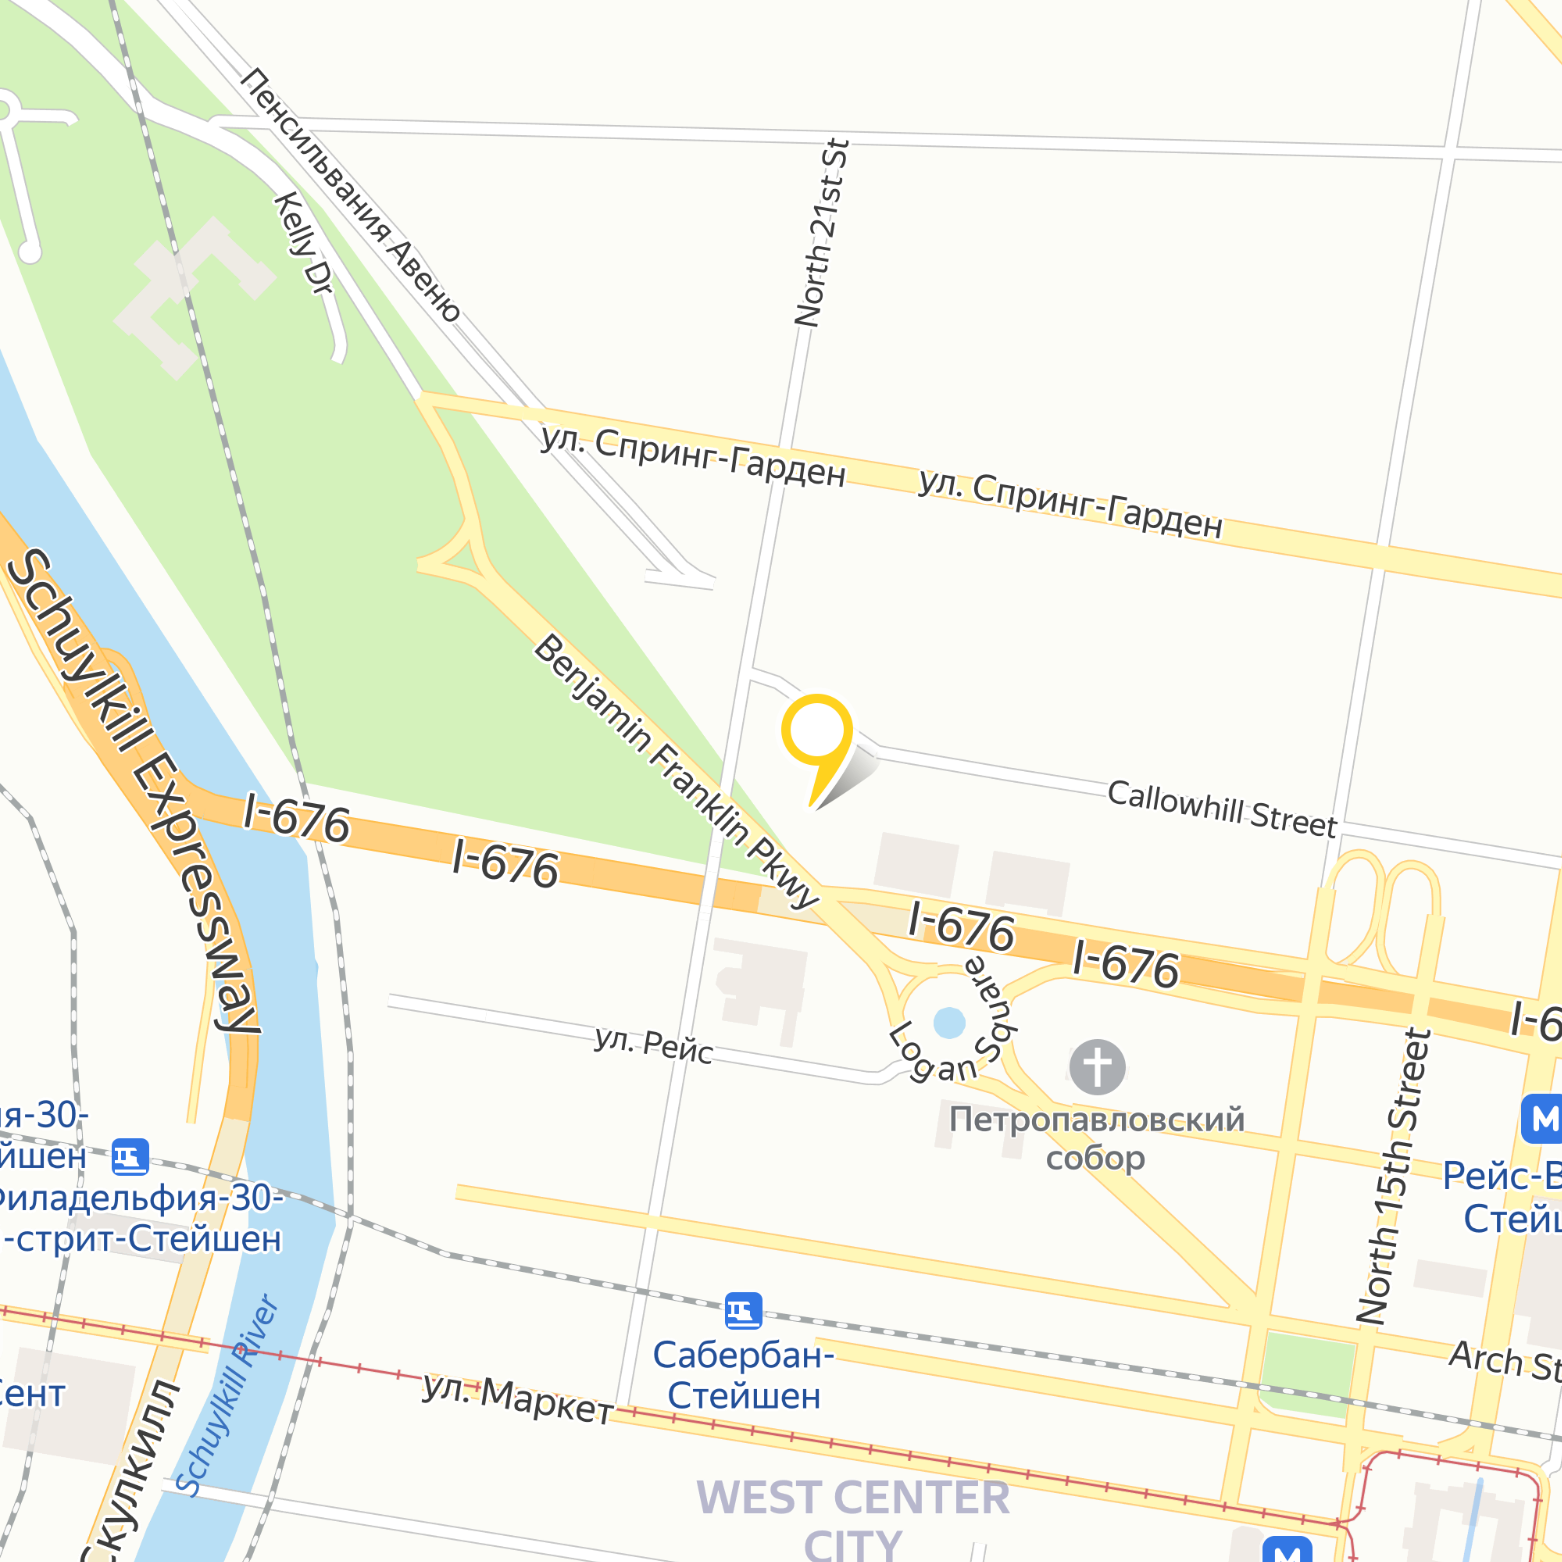 Пенсильвания Авеню
Kelly Dr
North 21st St
ул. Спринг-Гарден
ул. Спринг-Гарден
Schuylkill Expressway
Benjamin Franklin Pkwy
Callowhill Street
I-676
I-676
I-676
I-676
I-6
Logan Square
ул. Рейс
Петропавловский
собор
North 15th Street
ия-30-
йшен
Филадельфия-30-
-стрит-Стейшен
Рейс-В
Стейш
Schuylkill River
Сабербан-
Стейшен
Arch St
Сент
ул. Маркет
Скулкилл
WEST CENTER
CITY